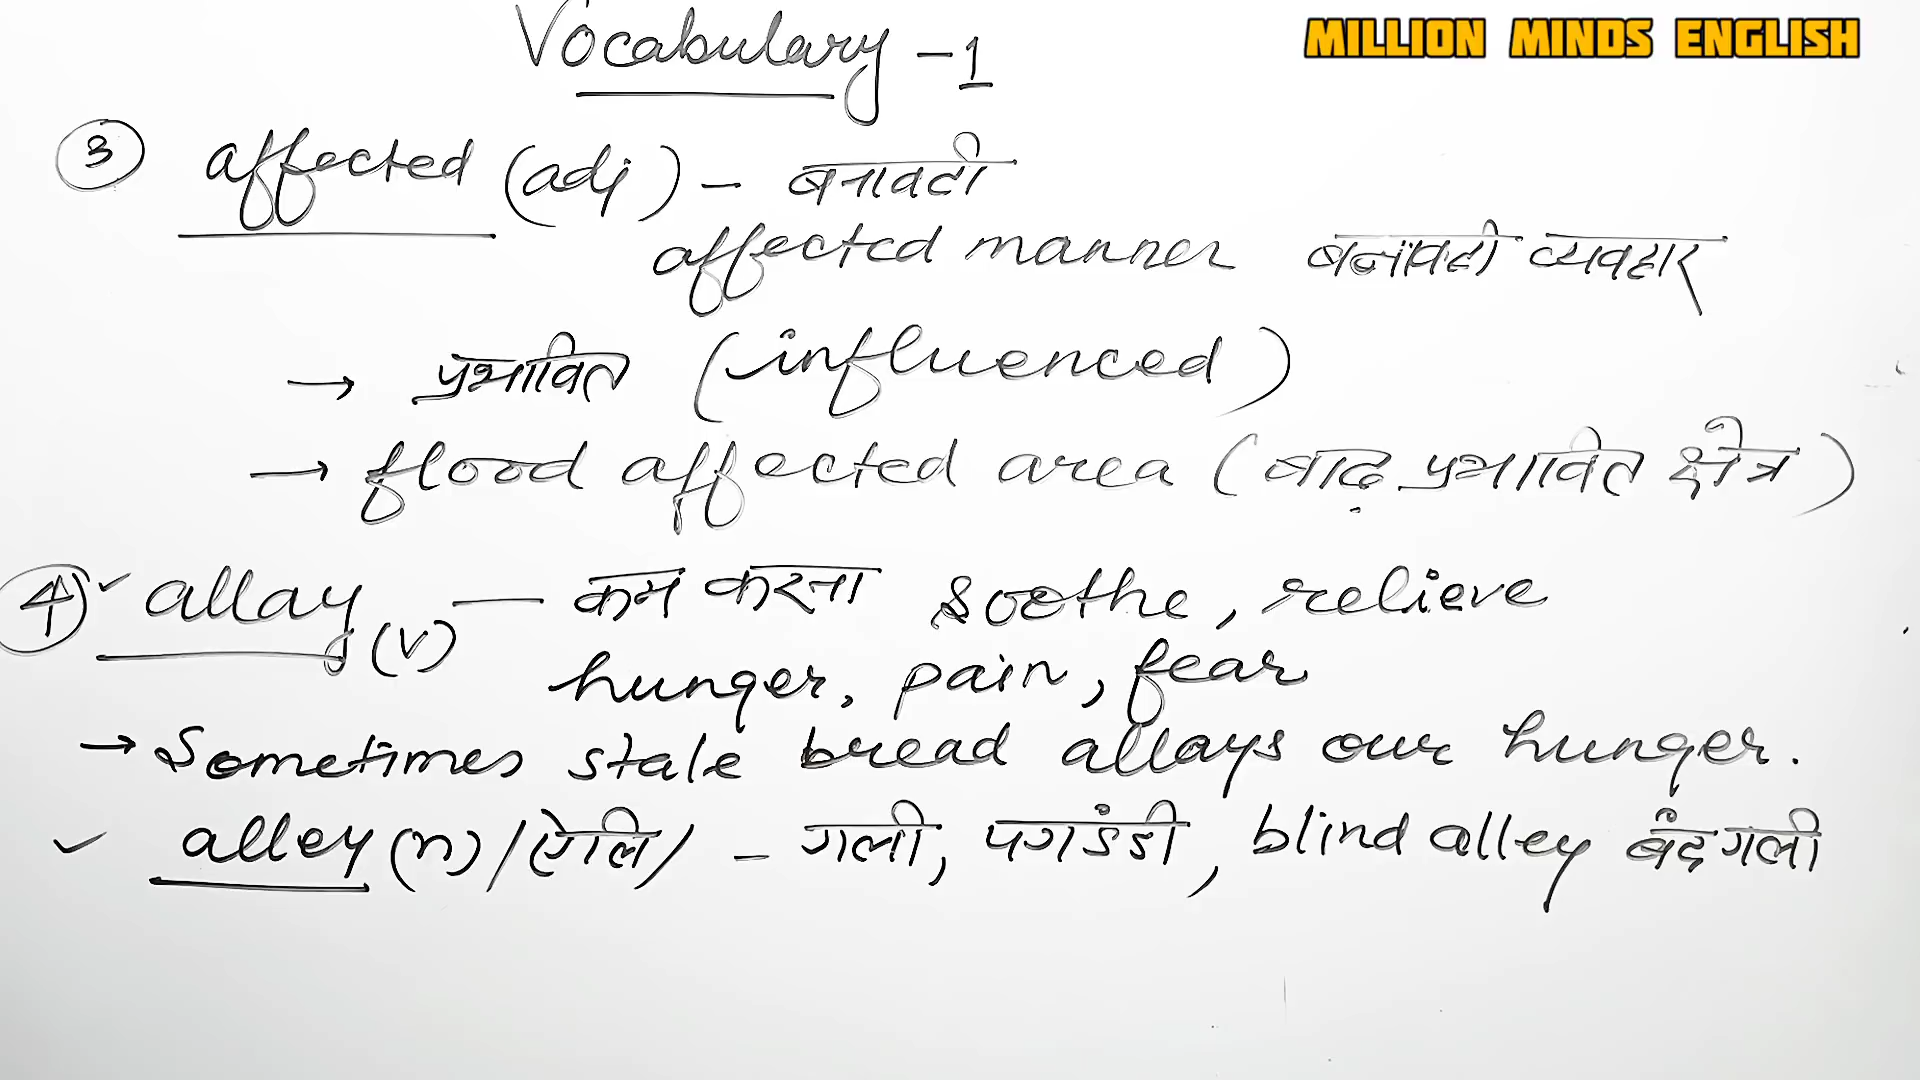 Vocabulary - 1
MILLION MINDS ENGLISH
3 affected (adj) - बनावटी
affected manner बनावटी व्यवहार
→ प्रभावित (influenced)
→ flood affected area (बाढ़ प्रभावित क्षेत्र)
4 ✓ allay (v) — कम करना soothe, relieve
hunger, pain, fear
→ Sometimes stale bread allays our hunger.
✓ alley (n) /ऐलि/ - गली, पगडंडी, blind alley बंद गली